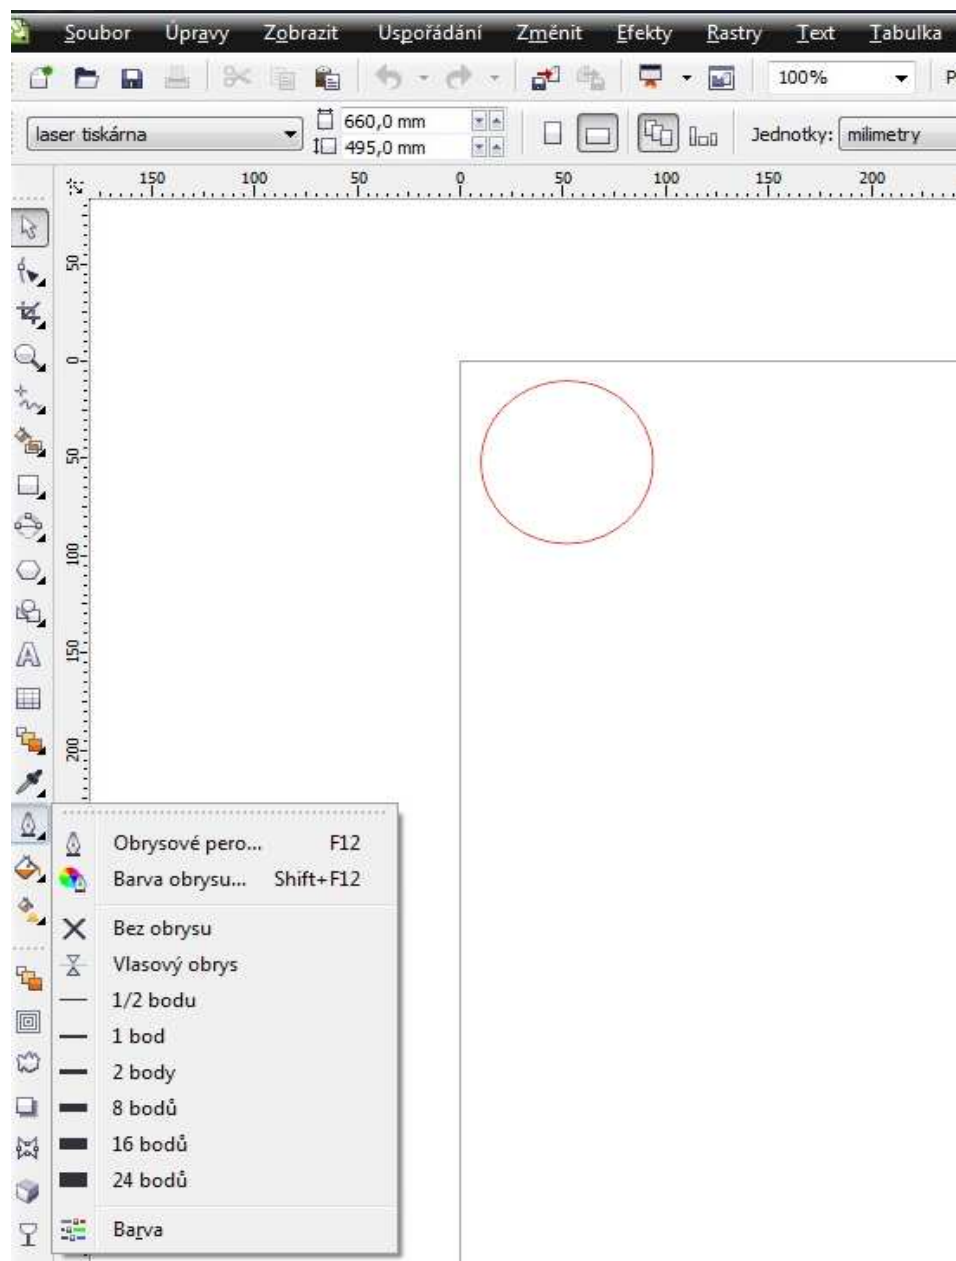 Soubor Úpravy Zobrazit Uspořádání Změnit Efekty Rastry Text Tabulka
100% P
laser tiskárna 660,0 mm
495,0 mm
Jednotky: milimetry
150 100 50 0 50 100 150 200
50
0
50
100
150
200
Obrysové pero... F12
Barva obrysu... Shift+F12
Bez obrysu
Vlasový obrys
1/2 bodu
1 bod
2 body
8 bodů
16 bodů
24 bodů
Barva